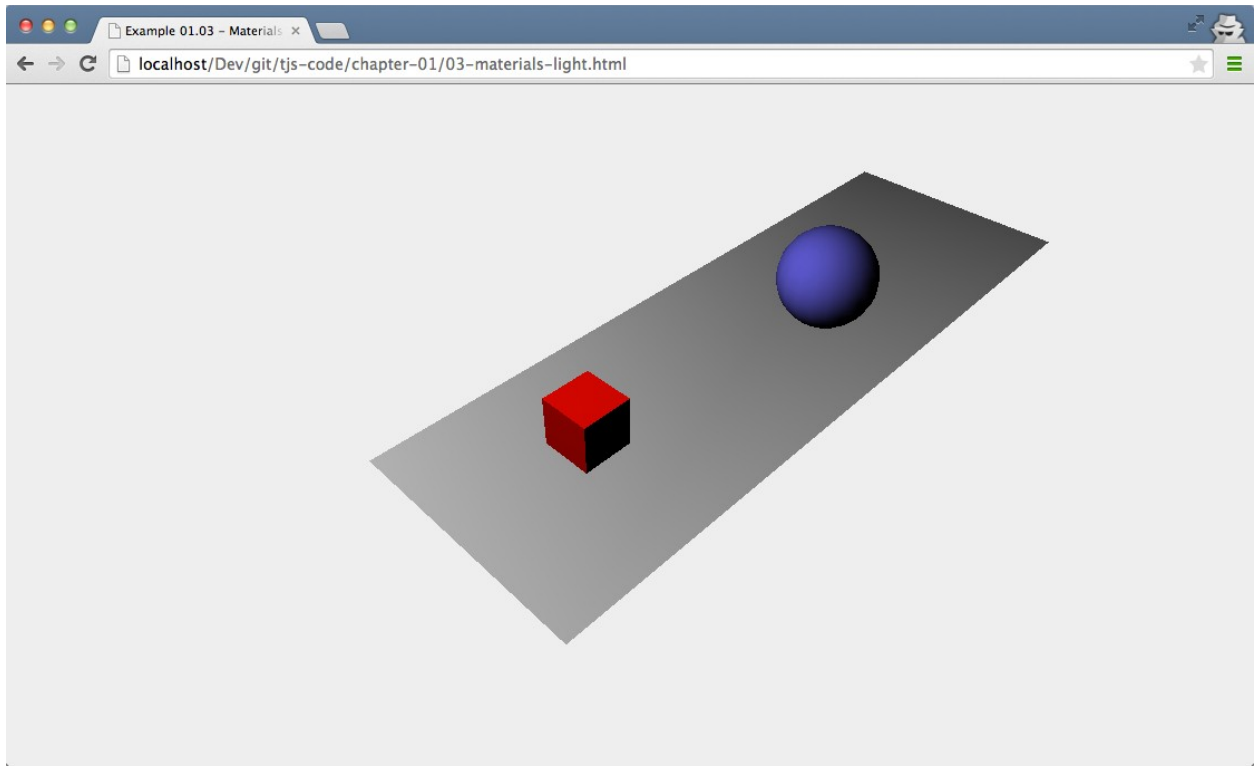 Example 01.03 – Materials
localhost/Dev/git/tjs-code/chapter-01/03-materials-light.html